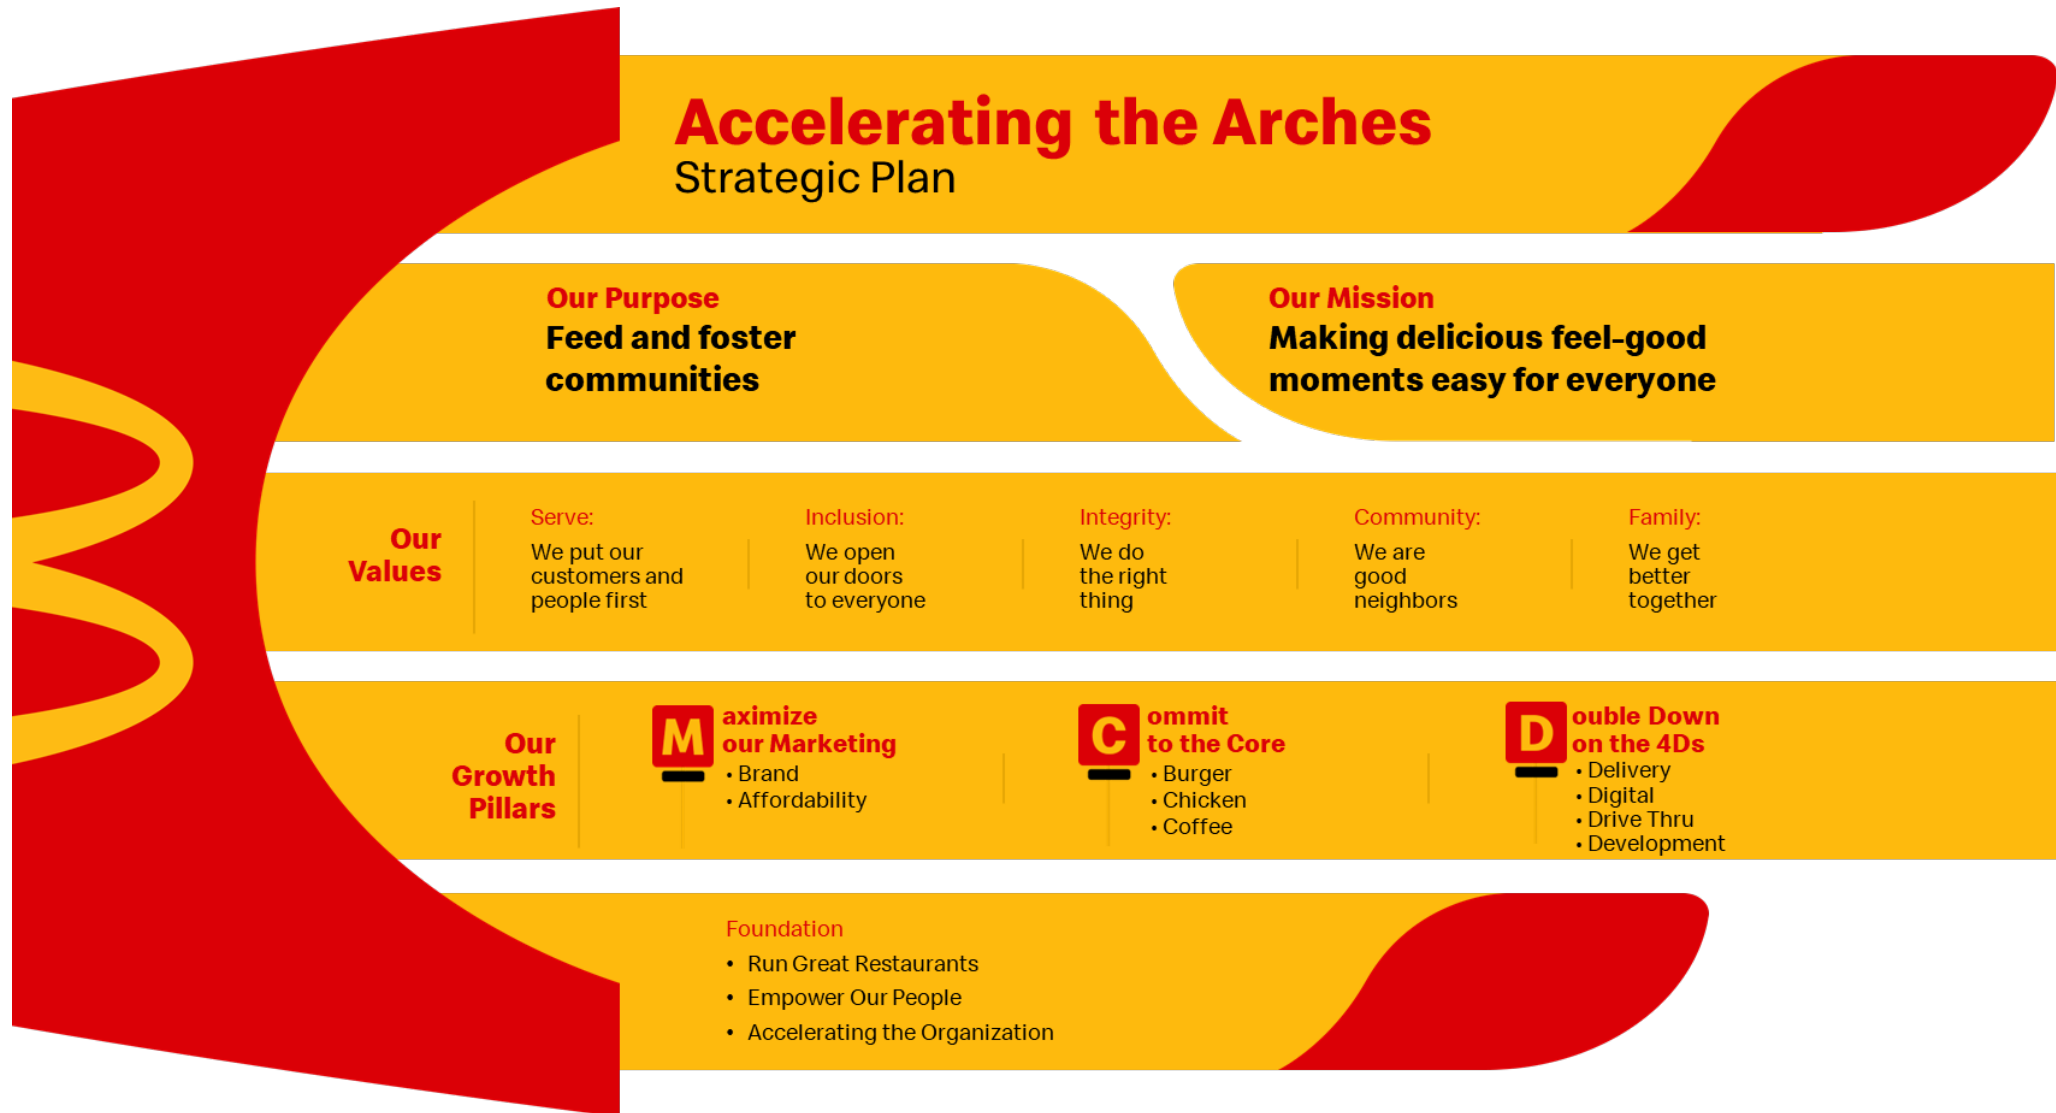 Accelerating the Arches
Strategic Plan
Our Purpose
Feed and foster
communities
Our Mission
Making delicious feel-good
moments easy for everyone
Our
Values
Serve:
We put our
customers and
people first
Inclusion:
We open
our doors
to everyone
Integrity:
We do
the right
thing
Community:
We are
good
neighbors
Family:
We get
better
together
Our
Growth
Pillars
Maximize
our Marketing
• Brand
• Affordability
Commit
to the Core
• Burger
• Chicken
• Coffee
Double Down
on the 4Ds
• Delivery
• Digital
• Drive Thru
• Development
Foundation
• Run Great Restaurants
• Empower Our People
• Accelerating the Organization